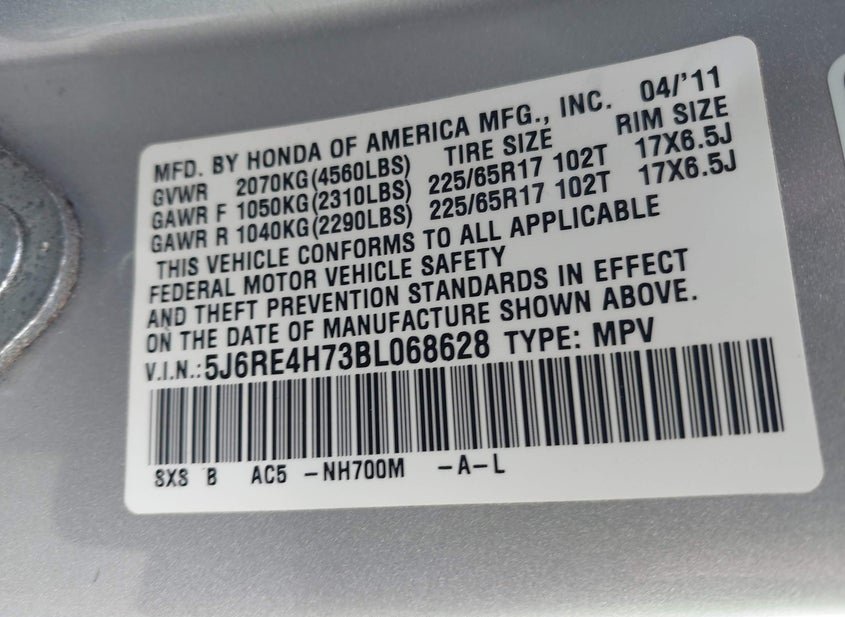 MFD. BY HONDA OF AMERICA MFG., INC. 04/'11
GVWR 2070KG(4560LBS) TIRE SIZE RIM SIZE
GAWR F 1050KG(2310LBS) 225/65R17 102T 17X6.5J
GAWR R 1040KG(2290LBS) 225/65R17 102T 17X6.5J
THIS VEHICLE CONFORMS TO ALL APPLICABLE
FEDERAL MOTOR VEHICLE SAFETY
AND THEFT PREVENTION STANDARDS IN EFFECT
ON THE DATE OF MANUFACTURE SHOWN ABOVE.
V.I.N.:5J6RE4H73BL068628 TYPE: MPV
SXS B AC5 -NH700M -A-L